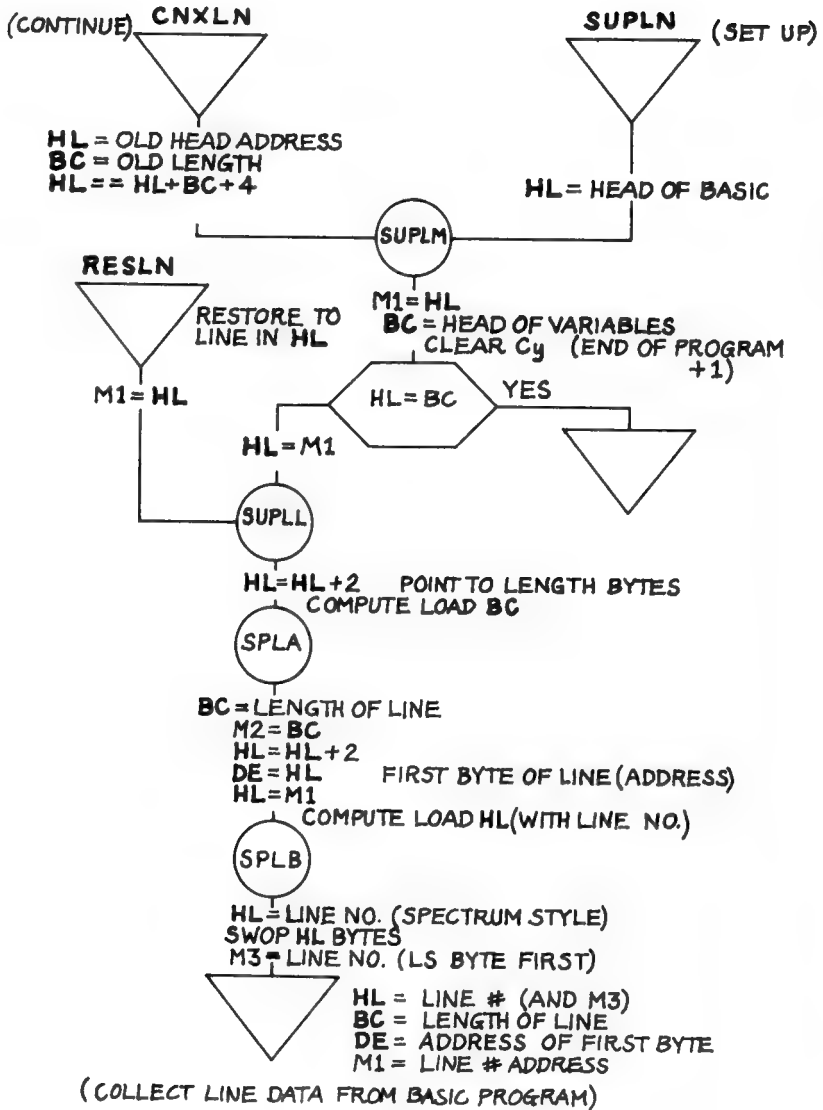 (CONTINUE) CNXLN
SUPLN (SET UP)
HL = OLD HEAD ADDRESS
BC = OLD LENGTH
HL = = HL+BC+4
HL = HEAD OF BASIC
SUPLM
RESLN
RESTORE TO
LINE IN HL
M1 = HL
BC = HEAD OF VARIABLES
CLEAR Cy (END OF PROGRAM
+1)
M1 = HL
HL = BC
YES
HL = M1
SUPLL
HL = HL +2 POINT TO LENGTH BYTES
COMPUTE LOAD BC
SPLA
BC = LENGTH OF LINE
M2 = BC
HL = HL +2
DE = HL FIRST BYTE OF LINE (ADDRESS)
HL = M1
COMPUTE LOAD HL (WITH LINE NO.)
SPLB
HL = LINE NO. (SPECTRUM STYLE)
SWOP HL BYTES
M3 = LINE NO. (LS BYTE FIRST)
HL = LINE # (AND M3)
BC = LENGTH OF LINE
DE = ADDRESS OF FIRST BYTE
M1 = LINE # ADDRESS
(COLLECT LINE DATA FROM BASIC PROGRAM)